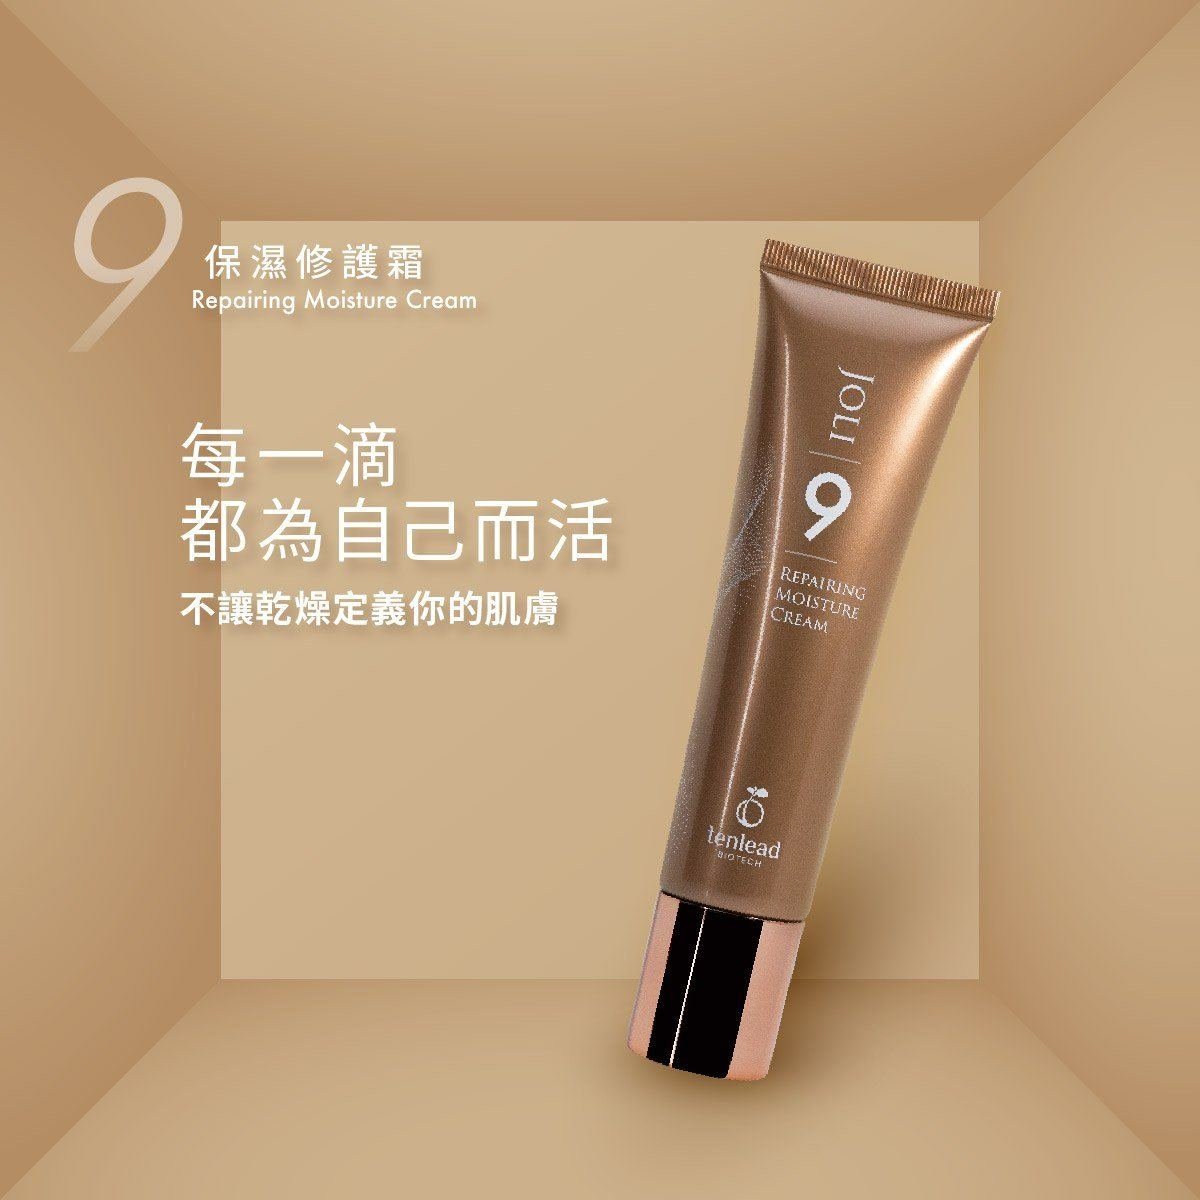 9
保濕修護霜
Repairing Moisture Cream
每一滴
都為自己而活
不讓乾燥定義你的肌膚
JOLI
9
REPAIRING
MOISTURE
CREAM
tenlead
BIOTECH